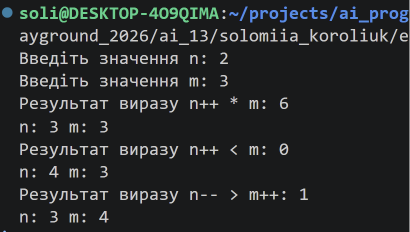 soli@DESKTOP-4O9QIMA:~/projects/ai_prog
ayground_2026/ai_13/solomiia_koroliuk/e
Введіть значення n: 2
Введіть значення m: 3
Результат виразу n++ * m: 6
n: 3 m: 3
Результат виразу n++ < m: 0
n: 4 m: 3
Результат виразу n-- > m++: 1
n: 3 m: 4